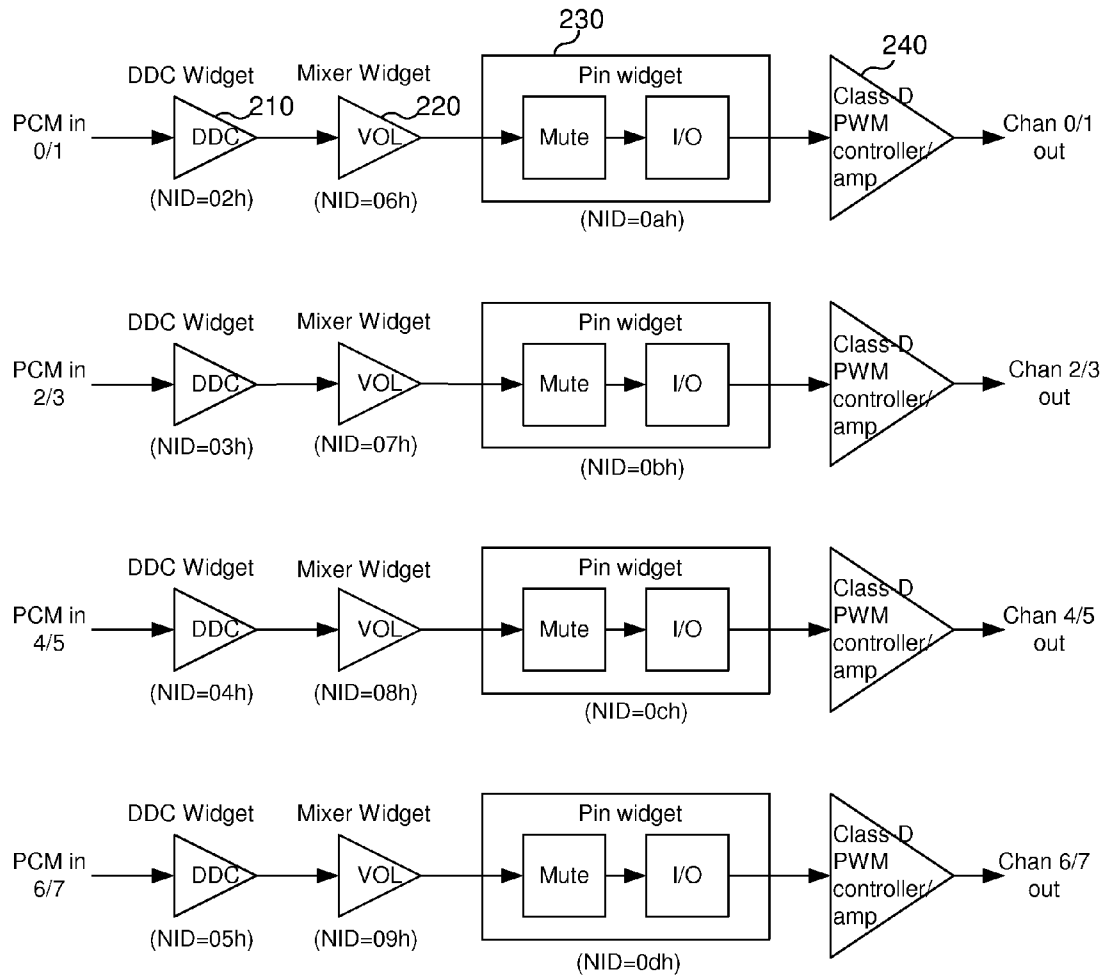 230
240
DDC Widget
Mixer Widget
Pin widget
210
220
PCM in
0/1
DDC
VOL
Mute
I/O
Class-D
PWM
controller/
amp
Chan 0/1
out
(NID=02h)
(NID=06h)
(NID=0ah)
DDC Widget
Mixer Widget
Pin widget
PCM in
2/3
DDC
VOL
Mute
I/O
Class-D
PWM
controller/
amp
Chan 2/3
out
(NID=03h)
(NID=07h)
(NID=0bh)
DDC Widget
Mixer Widget
Pin widget
PCM in
4/5
DDC
VOL
Mute
I/O
Class-D
PWM
controller/
amp
Chan 4/5
out
(NID=04h)
(NID=08h)
(NID=0ch)
DDC Widget
Mixer Widget
Pin widget
PCM in
6/7
DDC
VOL
Mute
I/O
Class-D
PWM
controller/
amp
Chan 6/7
out
(NID=05h)
(NID=09h)
(NID=0dh)